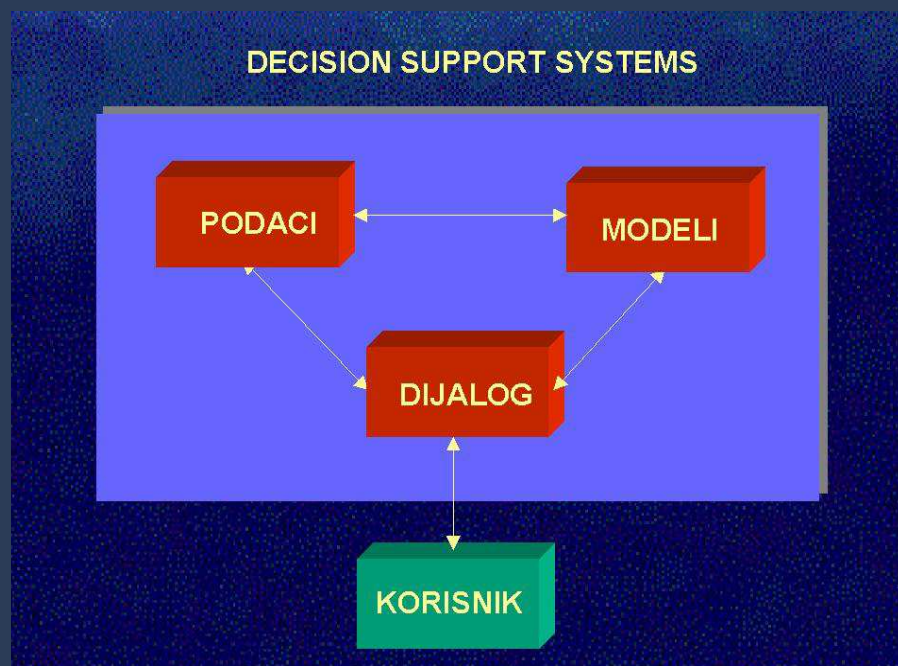 DECISION SUPPORT SYSTEMS
PODACI
MODELI
DIJALOG
KORISNIK